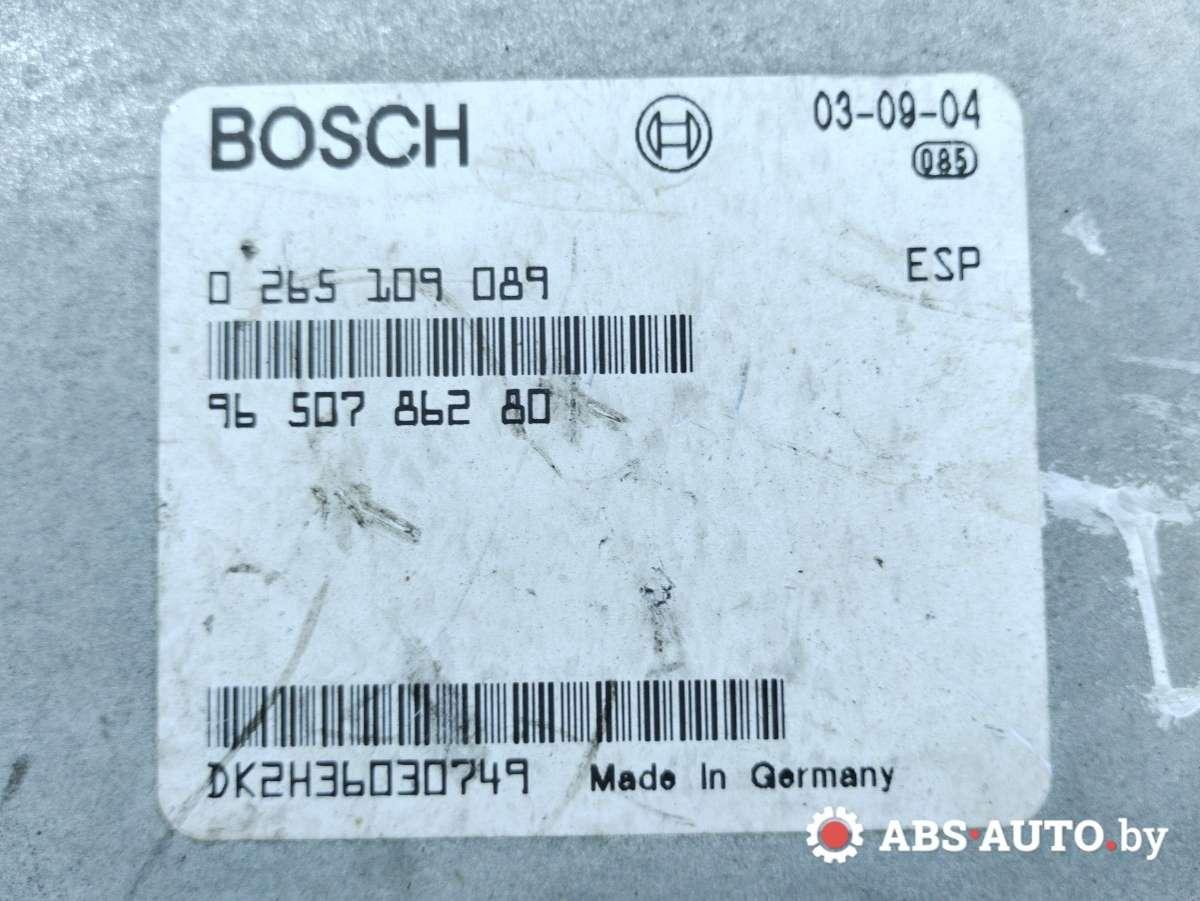 BOSCH
03-09-04
085
ESP
0 265 109 089
96 507 862 80
DK2H36030749 Made In Germany
ABS·AUTO.by